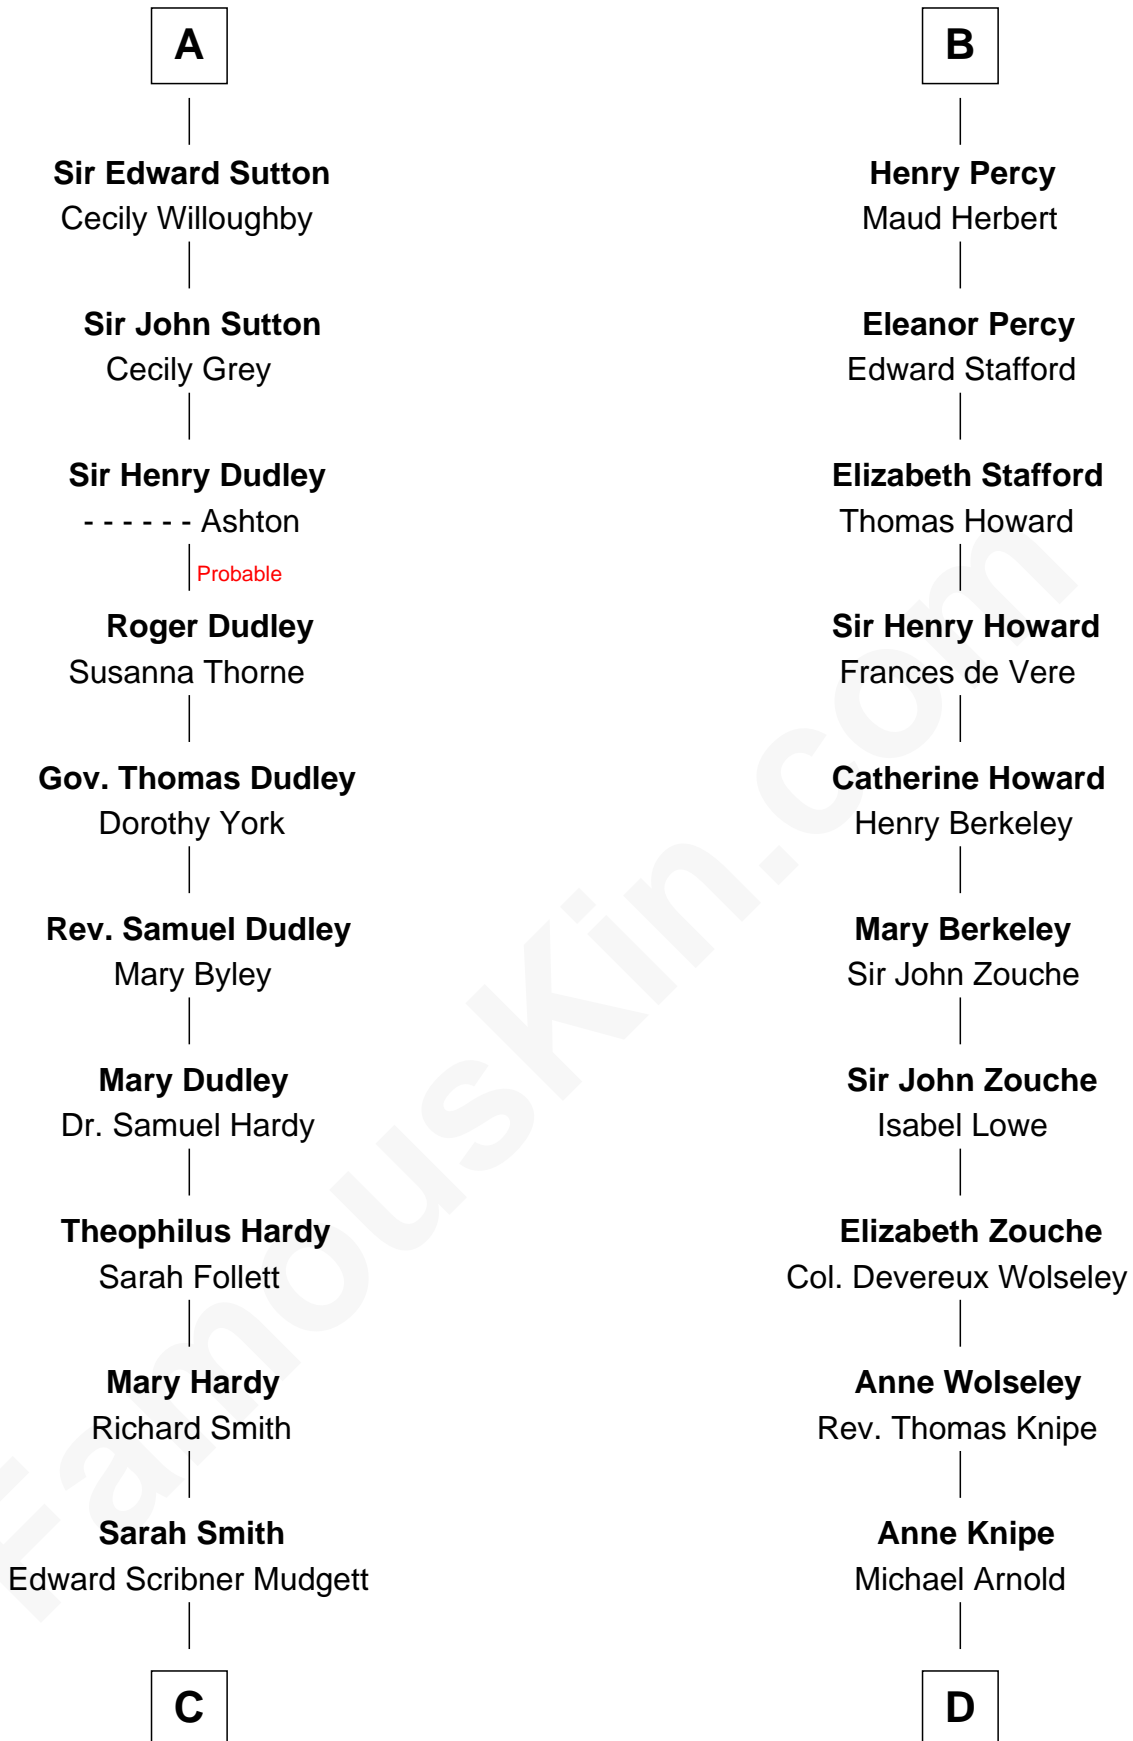 A
Sir Edward Sutton
Cecily Willoughby
Sir John Sutton
Cecily Grey
Sir Henry Dudley
- - - - - - Ashton
Probable
Roger Dudley
Susanna Thorne
Gov. Thomas Dudley
Dorothy York
Rev. Samuel Dudley
Mary Byley
Mary Dudley
Dr. Samuel Hardy
Theophilus Hardy
Sarah Follett
Mary Hardy
Richard Smith
Sarah Smith
Edward Scribner Mudgett
C
B
Henry Percy
Maud Herbert
Eleanor Percy
Edward Stafford
Elizabeth Stafford
Thomas Howard
Sir Henry Howard
Frances de Vere
Catherine Howard
Henry Berkeley
Mary Berkeley
Sir John Zouche
Sir John Zouche
Isabel Lowe
Elizabeth Zouche
Col. Devereux Wolseley
Anne Wolseley
Rev. Thomas Knipe
Anne Knipe
Michael Arnold
D
FamousKin.com